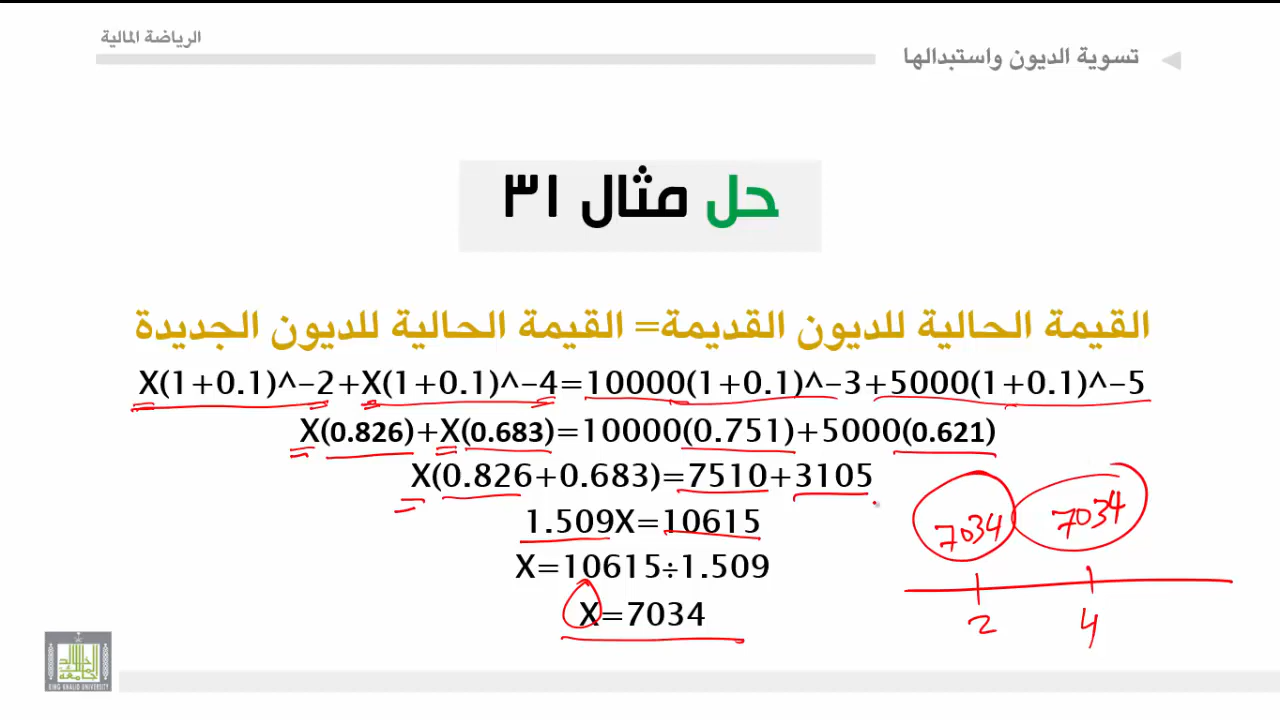 الرياضة المالية
تسوية الديون واستبدالها
حل مثال ٣١
القيمة الحالية للديون القديمة= القيمة الحالية للديون الجديدة
X(1+0.1)^-2+X(1+0.1)^-4=10000(1+0.1)^-3+5000(1+0.1)^-5
X(0.826)+X(0.683)=10000(0.751)+5000(0.621)
X(0.826+0.683)=7510+3105
1.509X=10615
X=10615÷1.509
X=7034
7034 7034
2 4
KING KHALID UNIVERSITY